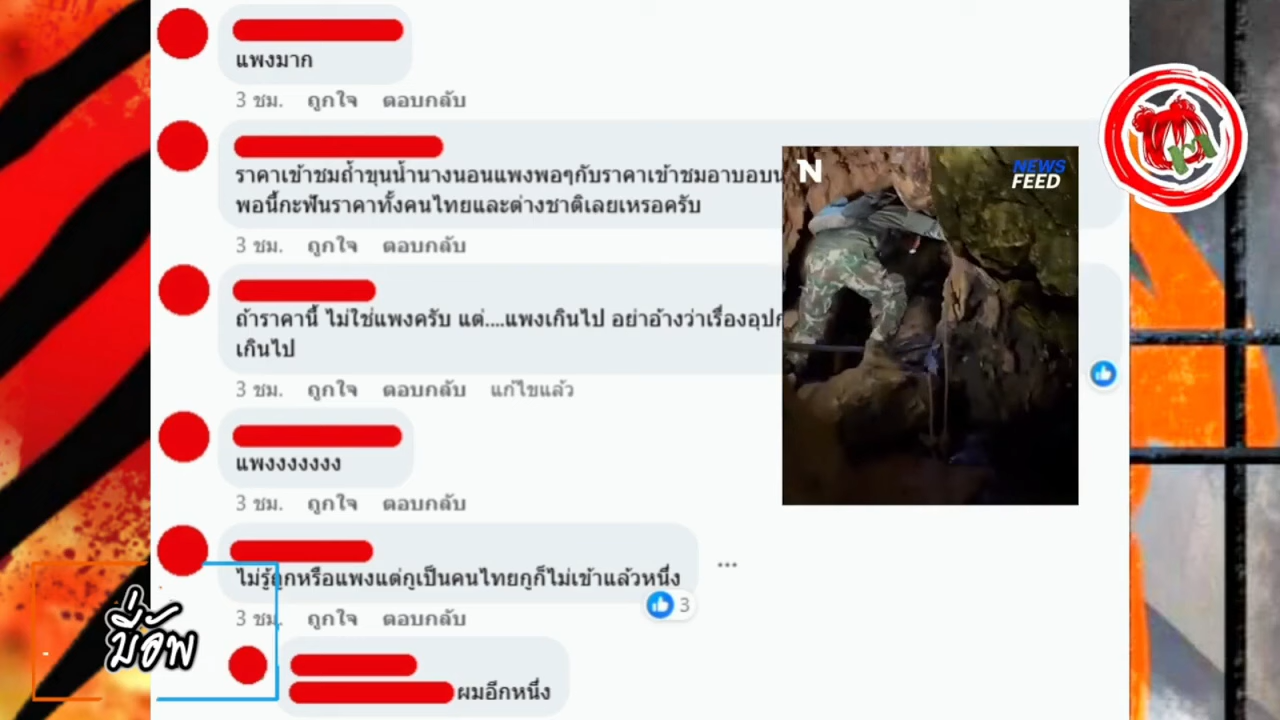 แพงมาก
3 ชม. ถูกใจ ตอบกลับ
ราคาเข้าชมถ้ำขุนน้ำนางนอนแพงพอๆกับราคาเข้าชมอาบอบน
พอนี้กะฟันราคาทั้งคนไทยและต่างชาติเลยเหรอครับ
3 ชม. ถูกใจ ตอบกลับ
ถ้าราคานี้ ไม่ใช่แพงครับ แต่....แพงเกินไป อย่าอ้างว่าเรื่องอุปก
เกินไป
3 ชม. ถูกใจ ตอบกลับ แก้ไขแล้ว
แพงงงงงงง
3 ชม. ถูกใจ ตอบกลับ
ไม่รู้ถูกหรือแพงแต่กูเป็นคนไทยกูก็ไม่เข้าแล้วหนึ่ง
3 ชม. ถูกใจ ตอบกลับ
3
ผมอีกหนึ่ง
N
NEWS
FEED
บี่อัพ